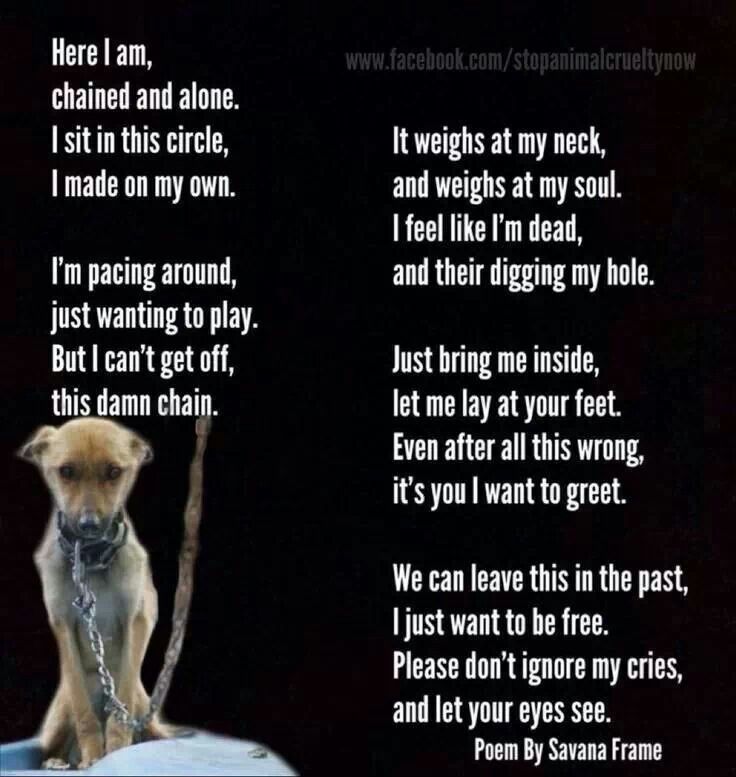 www.facebook.com/stopanimalcrueltynow
Here I am,
chained and alone.
I sit in this circle,
I made on my own.
I'm pacing around,
just wanting to play.
But I can't get off,
this damn chain.
It weighs at my neck,
and weighs at my soul.
I feel like I'm dead,
and their digging my hole.
Just bring me inside,
let me lay at your feet.
Even after all this wrong,
it's you I want to greet.
We can leave this in the past,
I just want to be free.
Please don't ignore my cries,
and let your eyes see.
Poem By Savana Frame